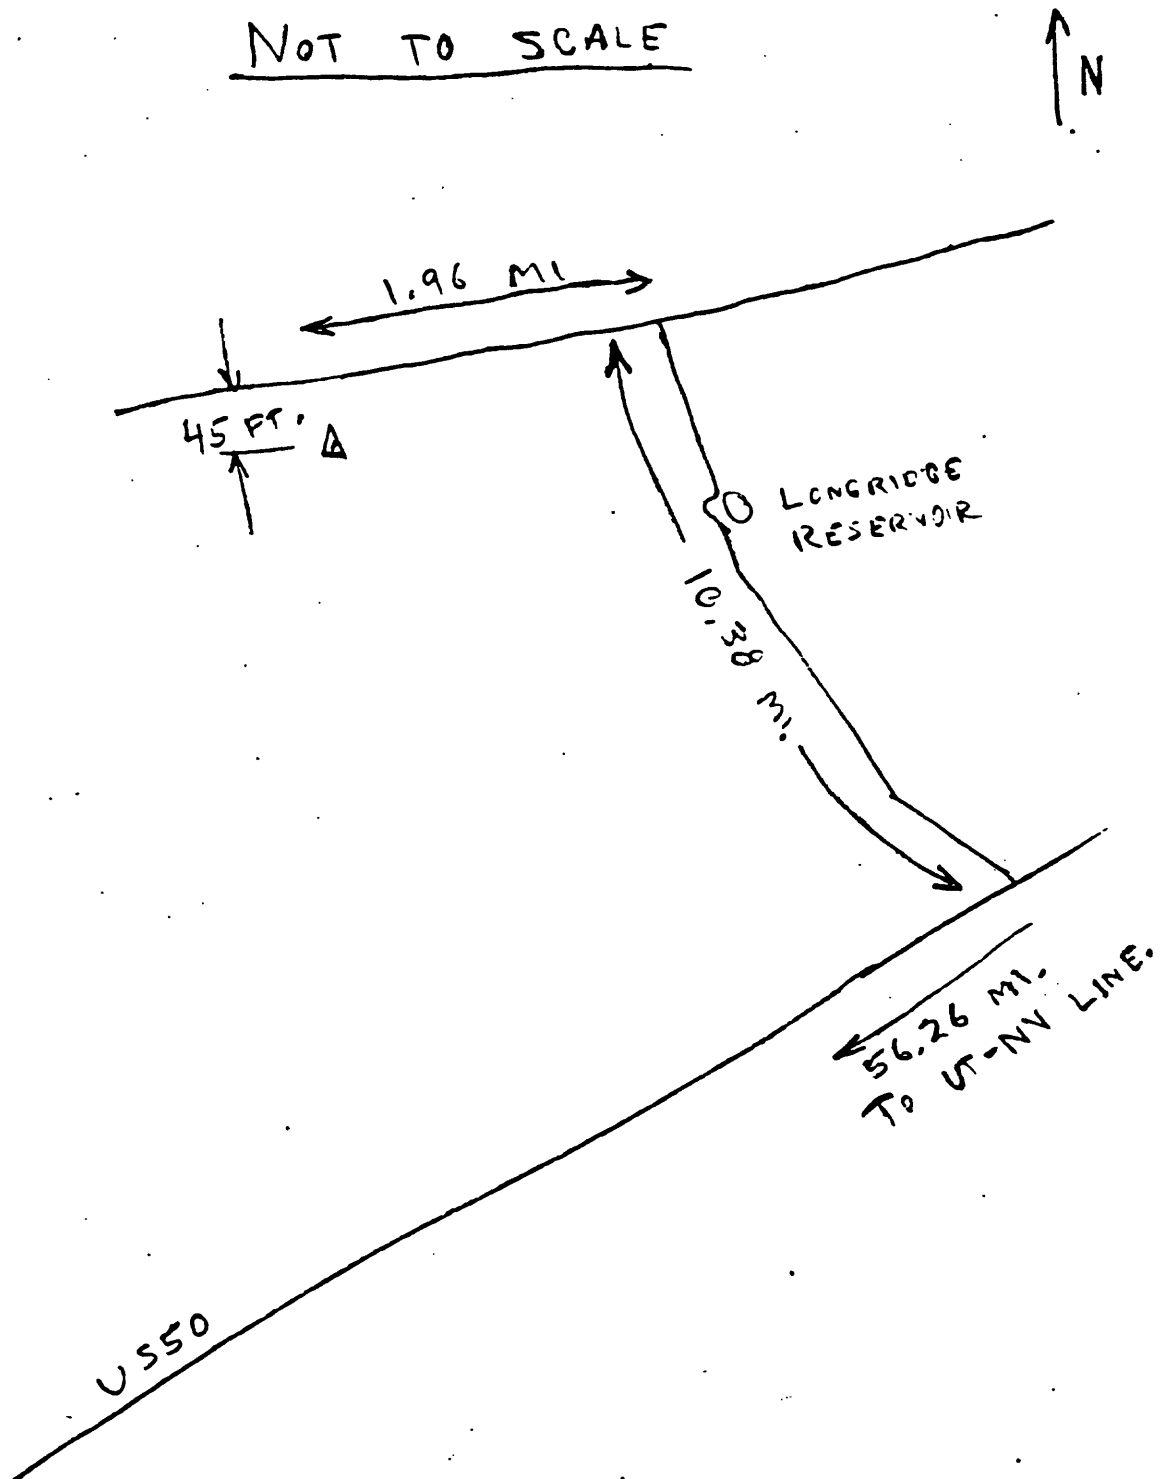 NOT TO SCALE
N
1.96 MI
45 FT.
LONGRIDGE
RESERVOIR
10.38 MI.
56.26 MI.
TO UT-NV LINE.
US50